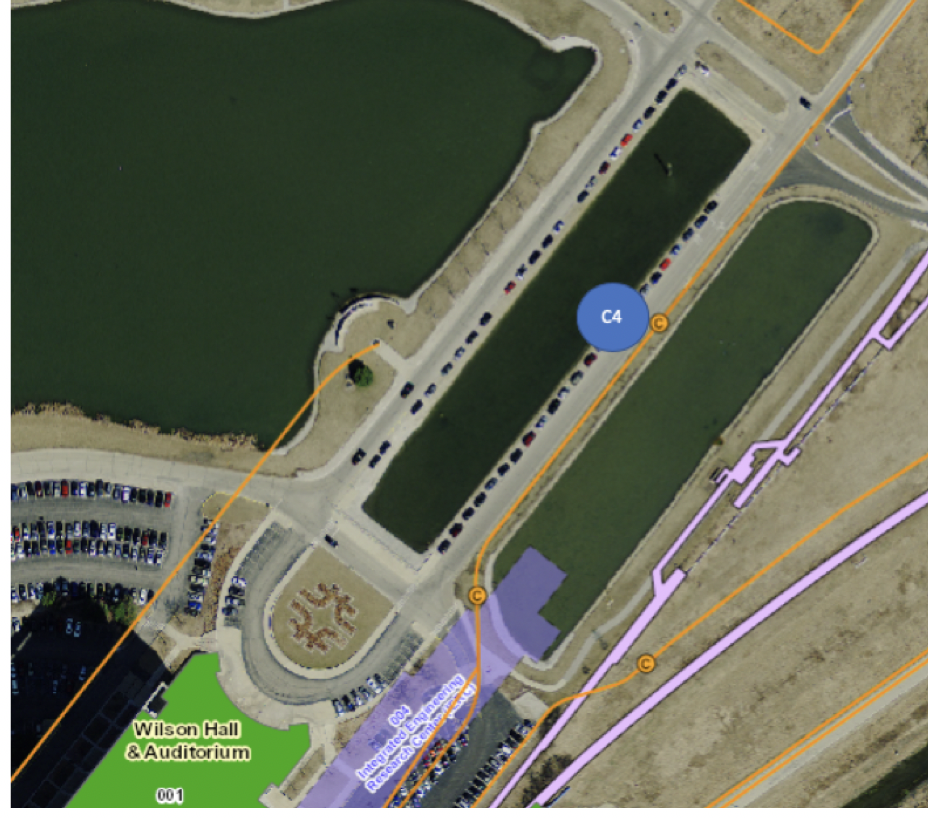 C4
C
C
C
004
Integrated Engineering
Research Center
Wilson Hall
& Auditorium
001